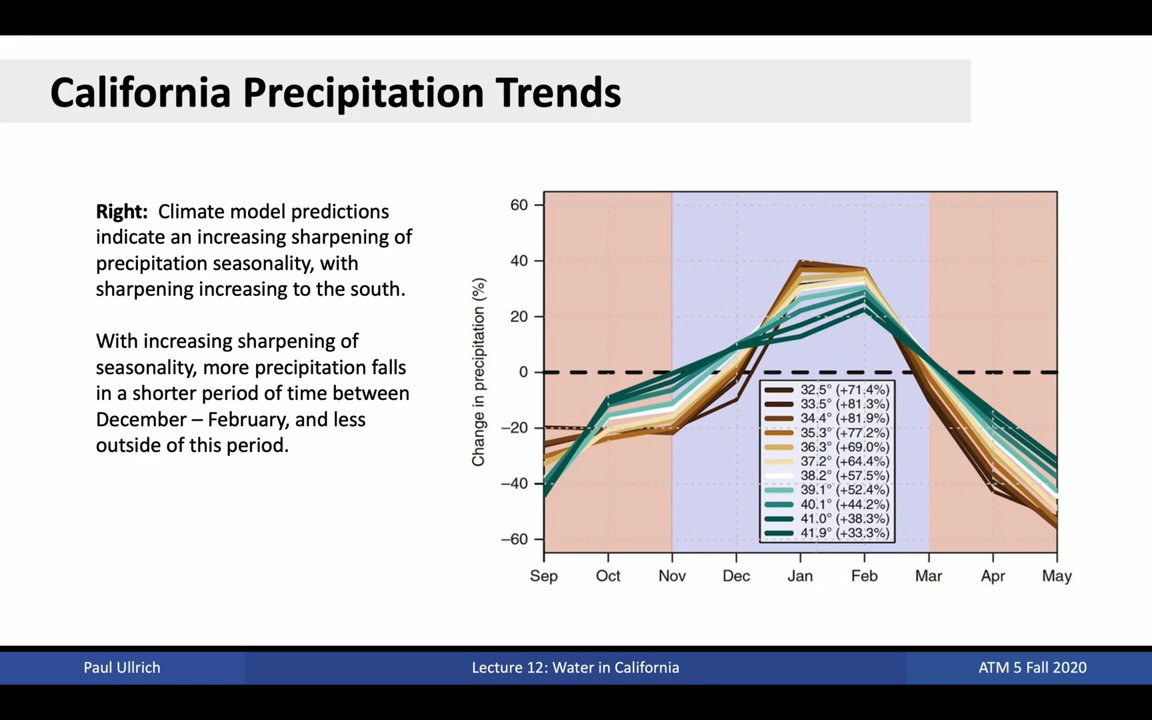 California Precipitation Trends
Right: Climate model predictions
indicate an increasing sharpening of
precipitation seasonality, with
sharpening increasing to the south.
With increasing sharpening of
seasonality, more precipitation falls
in a shorter period of time between
December – February, and less
outside of this period.
Change in precipitation (%)
60
40
20
0
−20
−40
−60
32.5° (+71.4%)
33.5° (+81.3%)
34.4° (+81.9%)
35.3° (+77.2%)
36.3° (+69.0%)
37.2° (+64.4%)
38.2° (+57.5%)
39.1° (+52.4%)
40.1° (+44.2%)
41.0° (+38.3%)
41.9° (+33.3%)
Sep Oct Nov Dec Jan Feb Mar Apr May
Paul Ullrich
Lecture 12: Water in California
ATM 5 Fall 2020